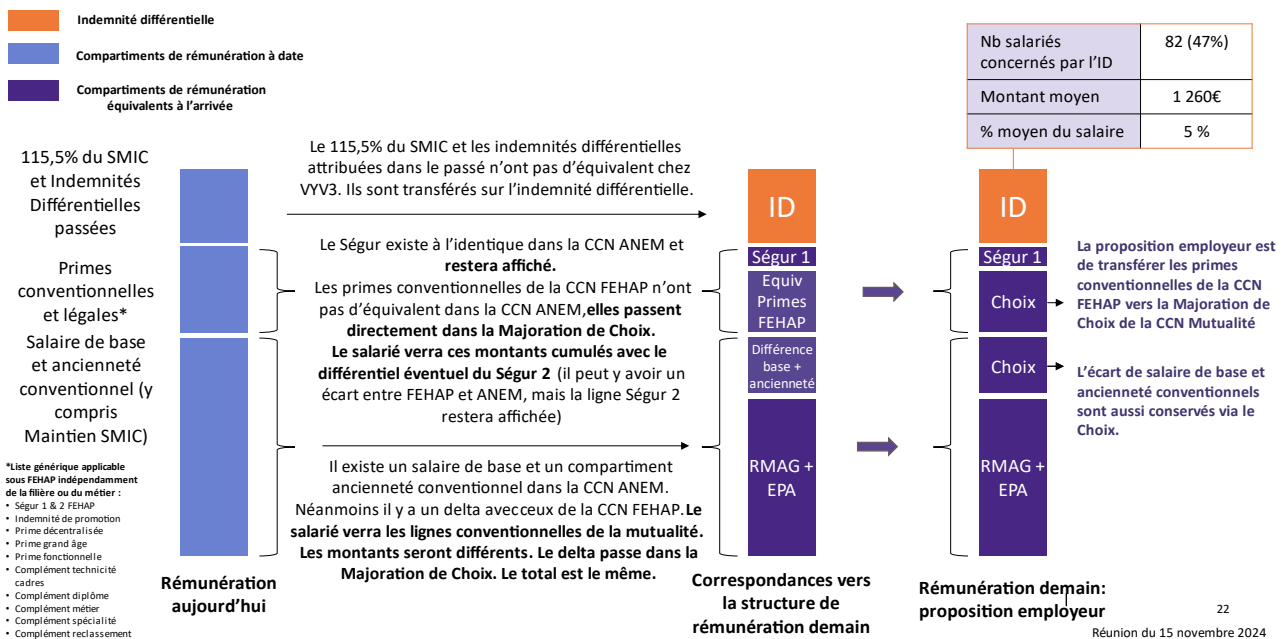 Indemnité différentielle
Compartiments de rémunération à date
Compartiments de rémunération
équivalents à l'arrivée
Nb salariés
concernés par l'ID
82 (47%)
Montant moyen
1 260€
% moyen du salaire
5 %
115,5% du SMIC
et Indemnités
Différentielles
passées
Primes
conventionnelles
et légales*
Salaire de base
et ancienneté
conventionnel (y
compris
Maintien SMIC)
*Liste générique applicable
sous FEHAP indépendamment
de la filière ou du métier :
• Ségur 1 & 2 FEHAP
• Indemnité de promotion
• Prime décentralisée
• Prime grand âge
• Prime fonctionnelle
• Complément technicité
cadres
• Complément diplôme
• Complément métier
• Complément spécialité
• Complément reclassement
Rémunération
aujourd'hui
Le 115,5% du SMIC et les indemnités différentielles
attribuées dans le passé n'ont pas d'équivalent chez
VYV3. Ils sont transférés sur l'indemnité différentielle.
Le Ségur existe à l'identique dans la CCN ANEM et
restera affiché.
Les primes conventionnelles de la CCN FEHAP n'ont
pas d'équivalent dans la CCN ANEM, elles passent
directement dans la Majoration de Choix.
Le salarié verra ces montants cumulés avec le
différentiel éventuel du Ségur 2 (il peut y avoir un
écart entre FEHAP et ANEM, mais la ligne Ségur 2
restera affichée)
Il existe un salaire de base et un compartiment
ancienneté conventionnel dans la CCN ANEM.
Néanmoins il y a un delta avecceux de la CCN FEHAP. Le
salarié verra les lignes conventionnelles de la mutualité.
Les montants seront différents. Le delta passe dans la
Majoration de Choix. Le total est le même.
ID
Ségur 1
Equiv
Primes
FEHAP
Différence
base +
ancienneté
RMAG +
EPA
Correspondances vers
la structure de
rémunération demain
ID
Ségur 1
Choix
Choix
RMAG +
EPA
Rémunération demain:
proposition employeur
La proposition employeur est
de transférer les primes
conventionnelles de la CCN
FEHAP vers la Majoration de
Choix de la CCN Mutualité
L'écart de salaire de base et
ancienneté conventionnels
sont aussi conservés via le
Choix.
22
Réunion du 15 novembre 2024